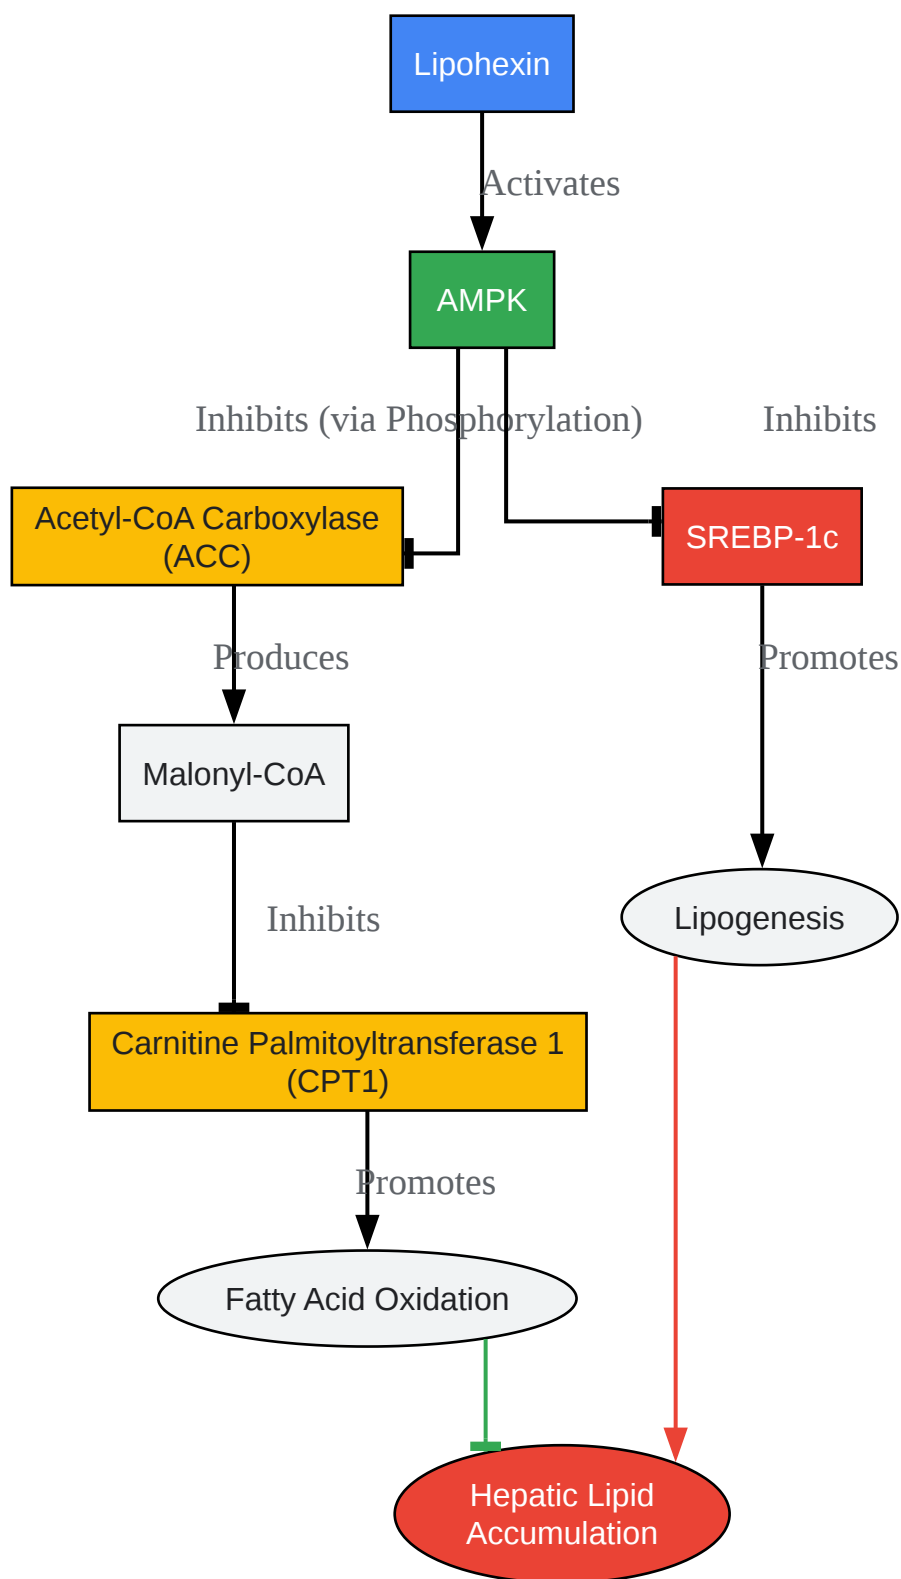 Lipohexin
Activates
AMPK
Inhibits (via Phosphorylation)
Inhibits
Acetyl-CoA Carboxylase
(ACC)
SREBP-1c
Produces
Promotes
Malonyl-CoA
Inhibits
Lipogenesis
Carnitine Palmitoyltransferase 1
(CPT1)
Promotes
Fatty Acid Oxidation
Hepatic Lipid
Accumulation